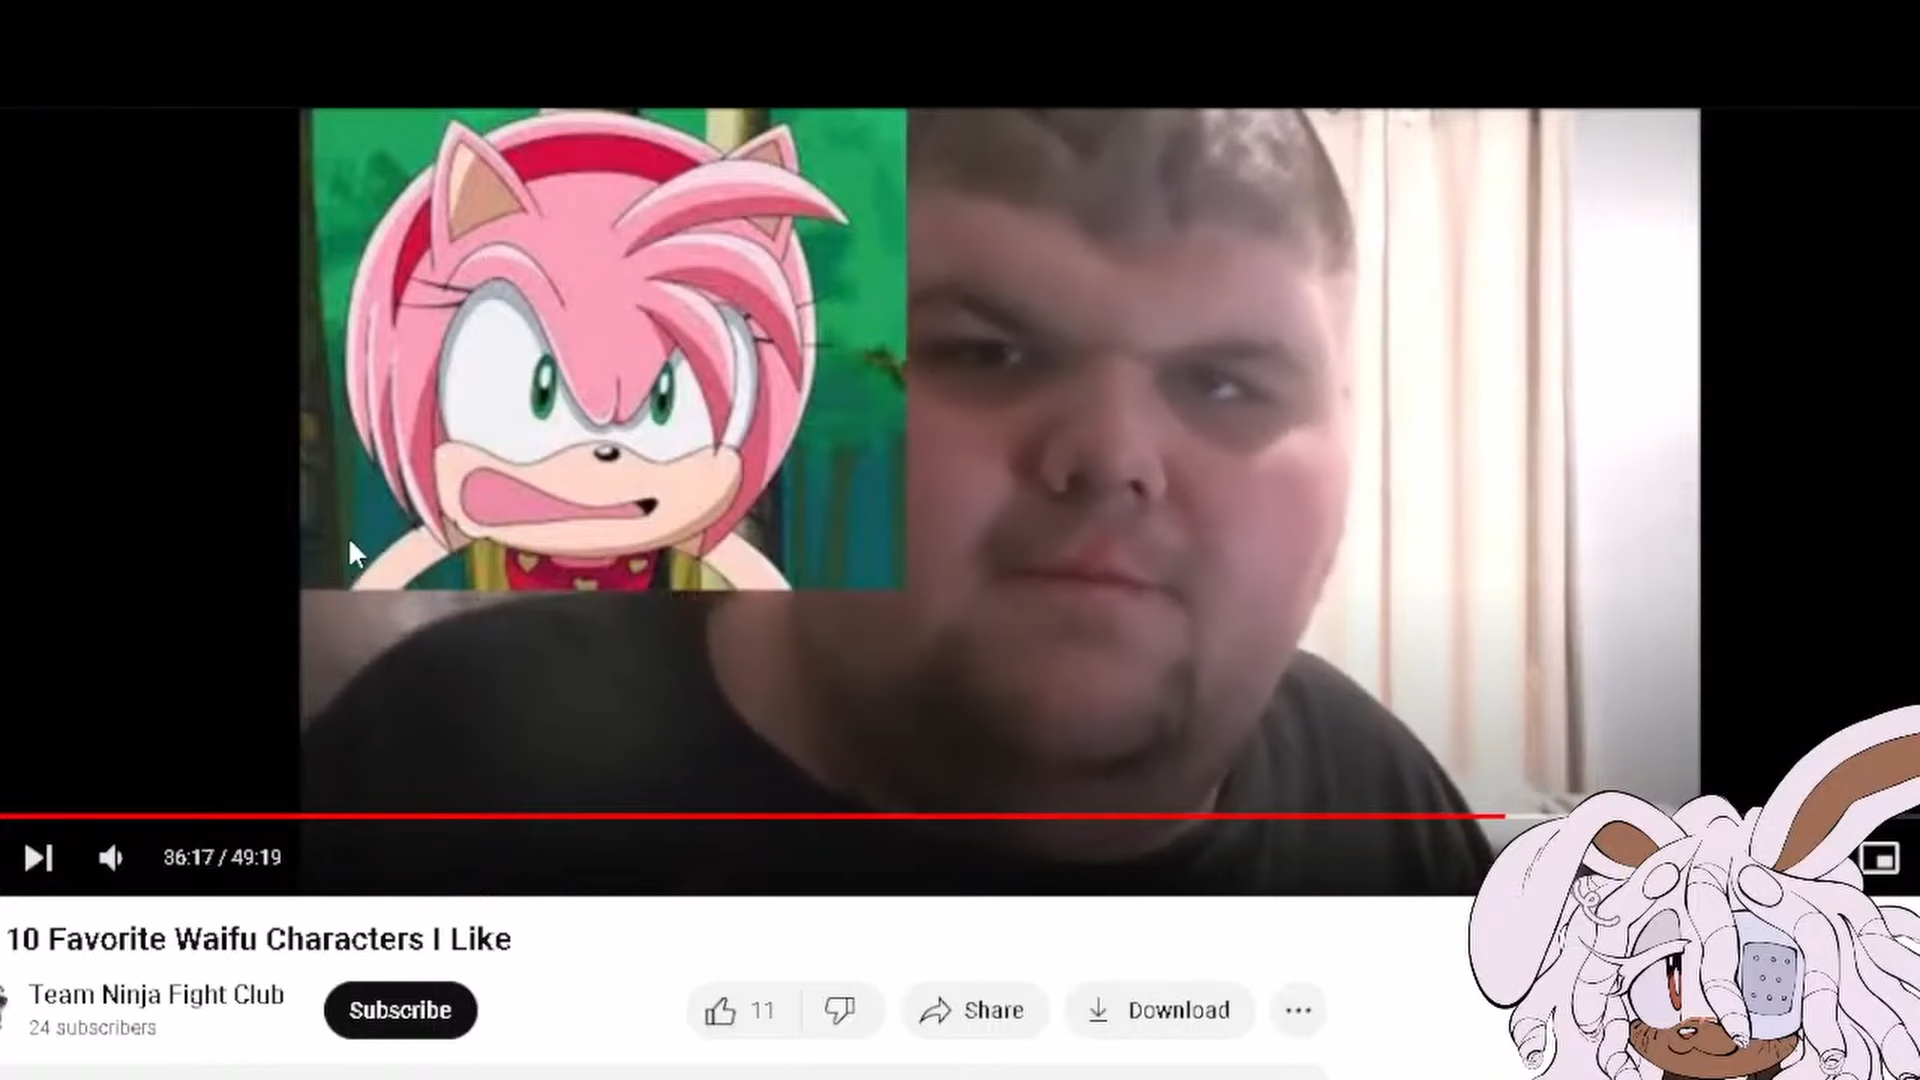 36:17 / 49:19
10 Favorite Waifu Characters I Like
Team Ninja Fight Club
24 subscribers
Subscribe
11
Share
Download